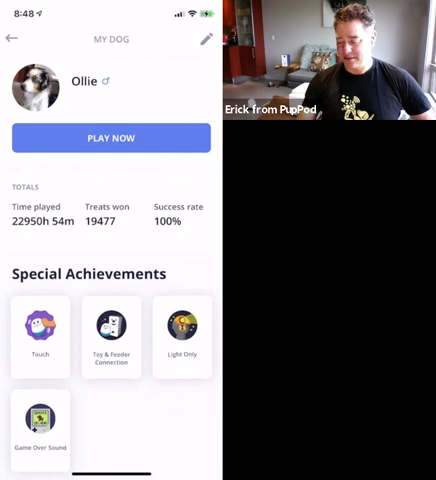 8:48
MY DOG
Ollie
PLAY NOW
TOTALS
Time played Treats won Success rate
22950h 54m 19477 100%
Special Achievements
Touch
Toy & Feeder
Connection
Light Only
Game Over Sound
Erick from PupPod